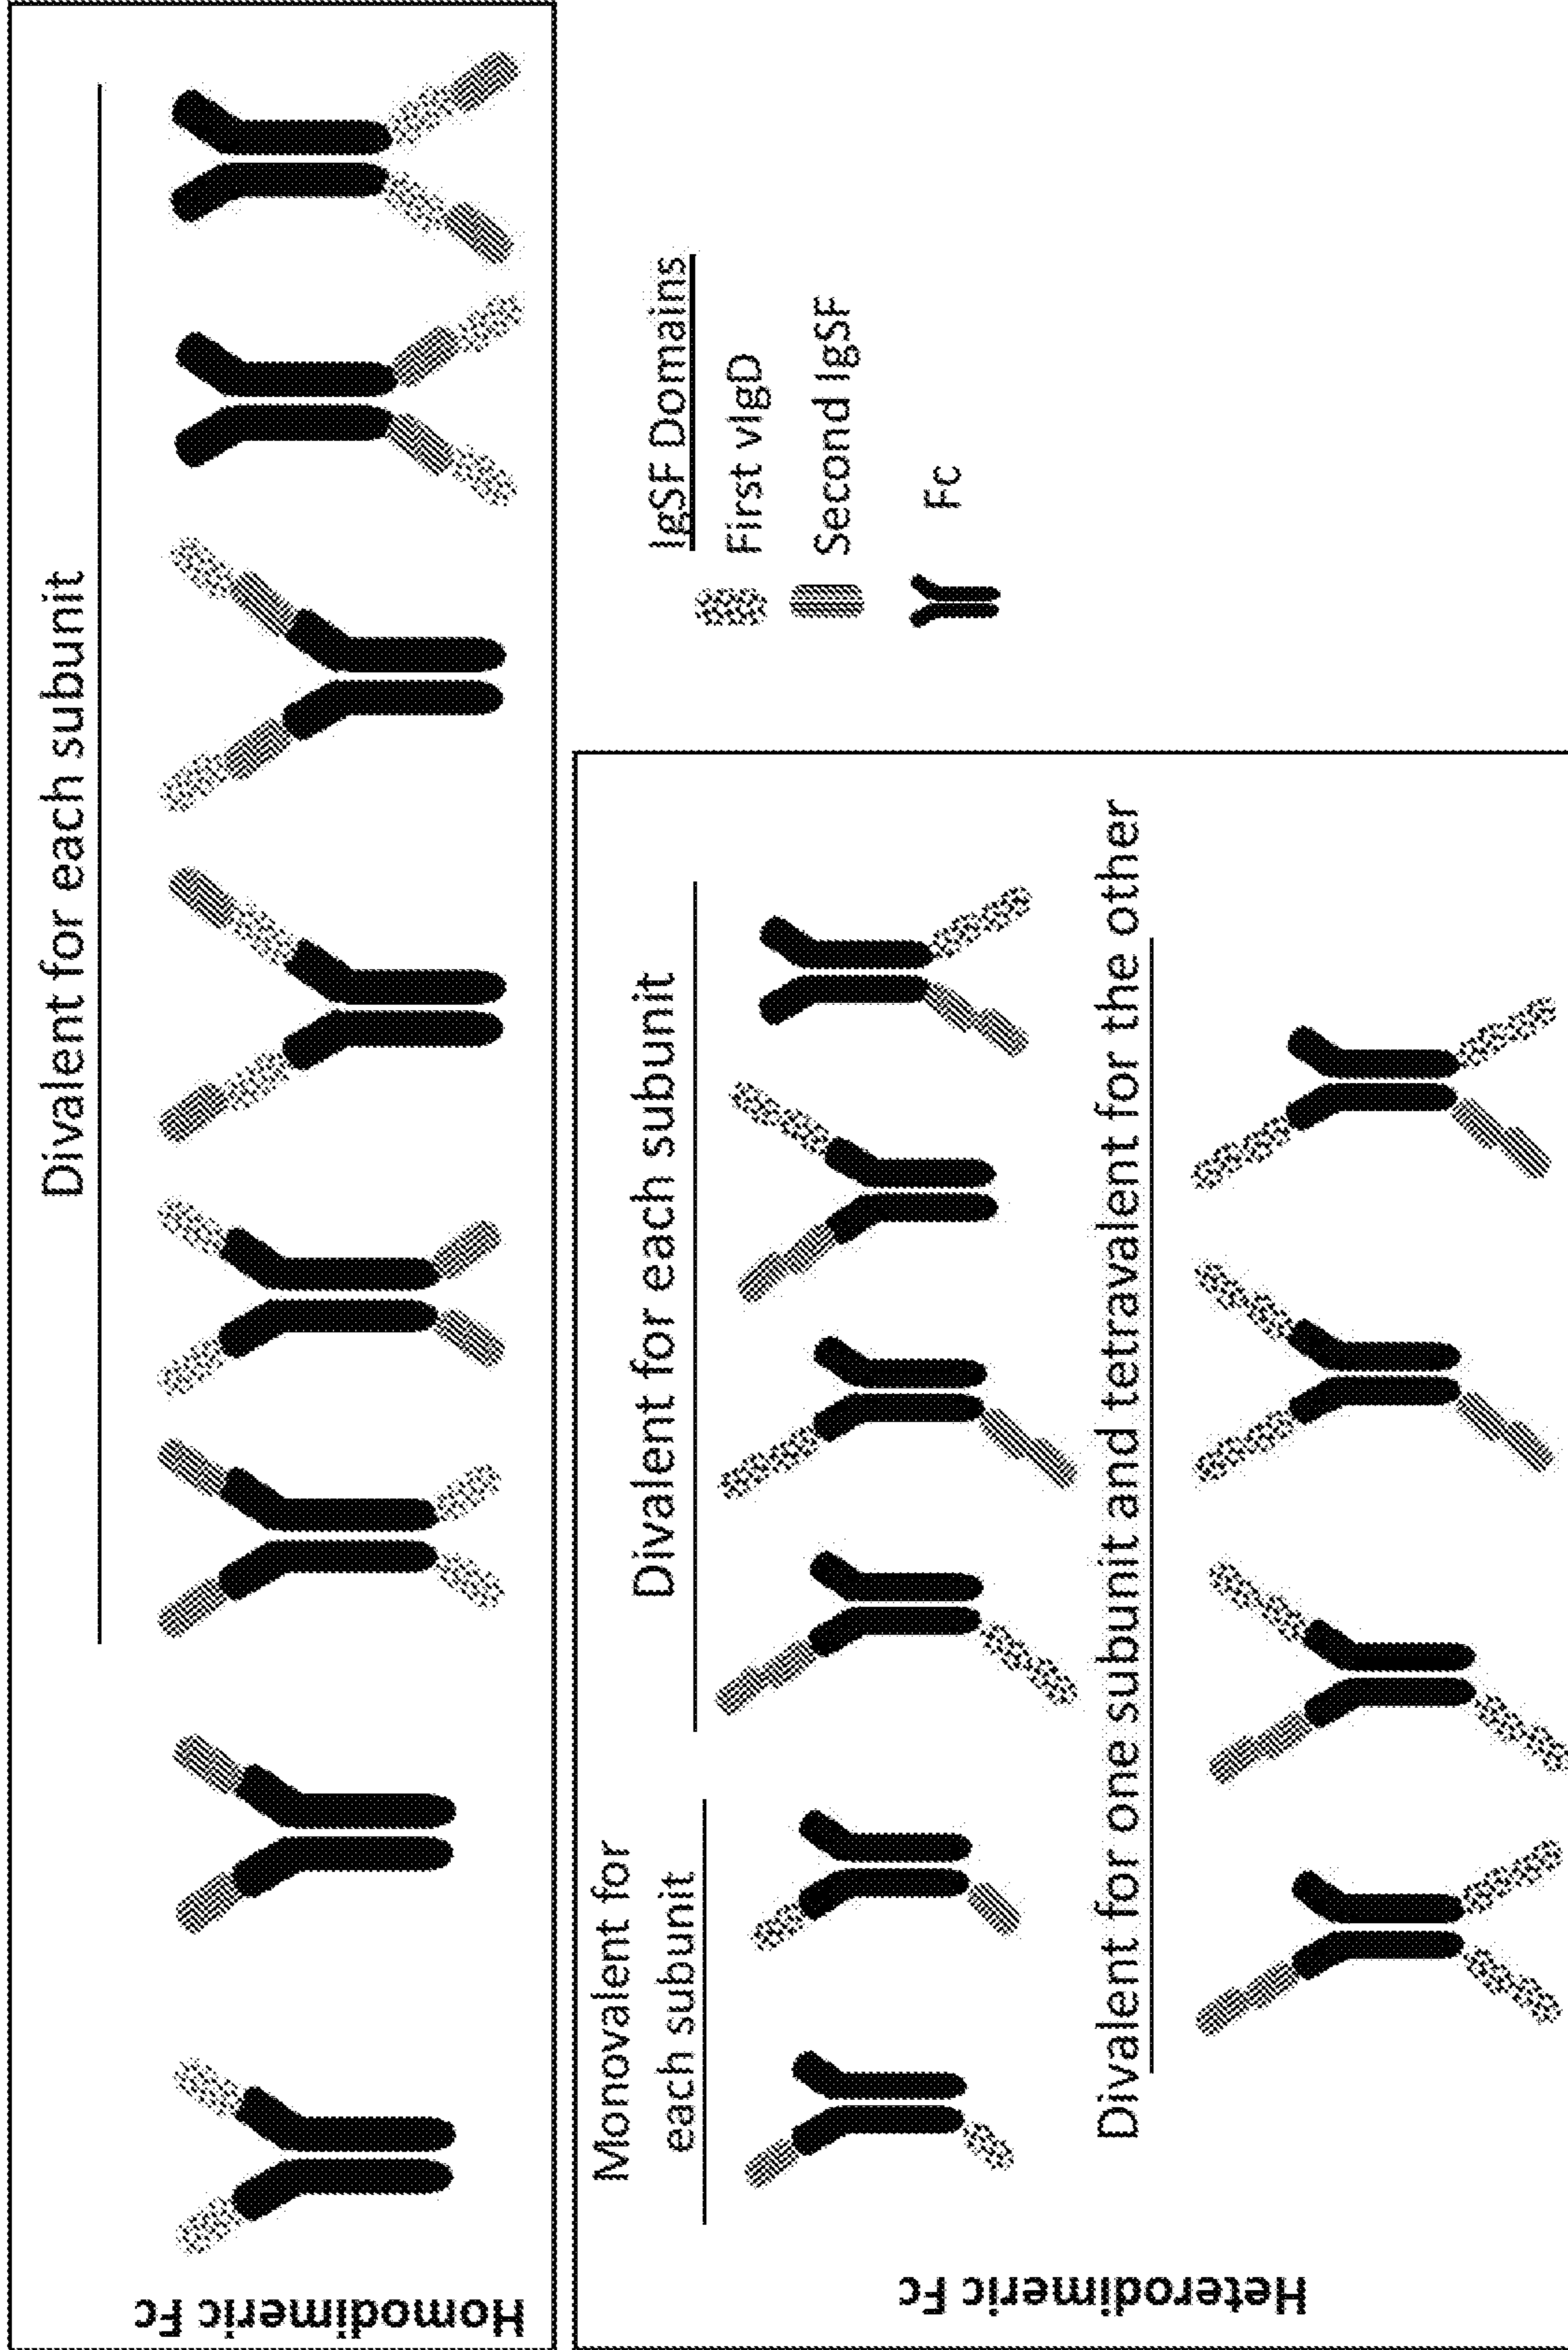 Homodimeric Fc
Divalent for each subunit
Heterodimeric Fc
Monovalent for
each subunit
Divalent for each subunit
Divalent for one subunit and tetravalent for the other
IgSF Domains
First vIgD
Second IgSF
Fc